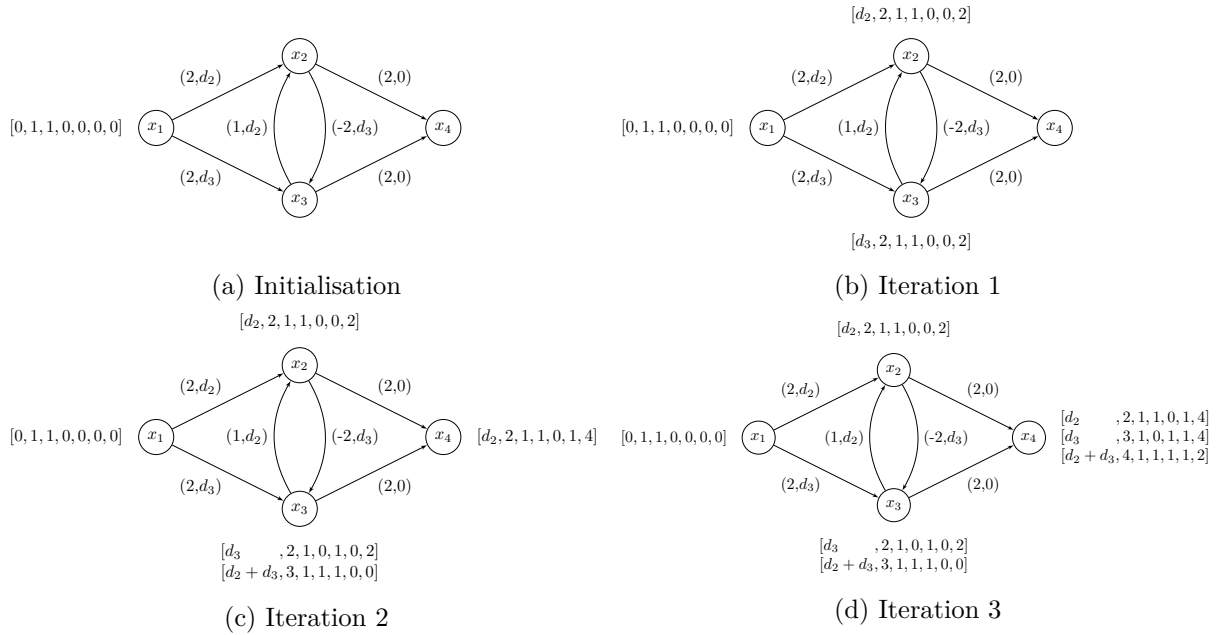 [d₂, 2, 1, 1, 0, 0, 2]
x₂
(2,d₂)
(2,0)
[0, 1, 1, 0, 0, 0, 0]
x₁
(1,d₂)
(-2,d₃)
x₄
(2,d₃)
(2,0)
x₃
(a) Initialisation
x₂
(2,d₂)
(2,0)
[0, 1, 1, 0, 0, 0, 0]
x₁
(1,d₂)
(-2,d₃)
x₄
(2,d₃)
(2,0)
x₃
[d₃, 2, 1, 1, 0, 0, 2]
(b) Iteration 1
[d₂, 2, 1, 1, 0, 0, 2]
x₂
(2,d₂)
(2,0)
[0, 1, 1, 0, 0, 0, 0]
x₁
(1,d₂)
(-2,d₃)
x₄
[d₂, 2, 1, 1, 0, 1, 4]
(2,d₃)
(2,0)
x₃
[d₃ , 2, 1, 0, 1, 0, 2]
[d₂ + d₃, 3, 1, 1, 1, 0, 0]
(c) Iteration 2
[d₂, 2, 1, 1, 0, 0, 2]
x₂
(2,d₂)
(2,0)
[0, 1, 1, 0, 0, 0, 0]
x₁
(1,d₂)
(-2,d₃)
x₄
[d₂ , 2, 1, 1, 0, 1, 4]
[d₃ , 3, 1, 0, 1, 1, 4]
[d₂ + d₃, 4, 1, 1, 1, 1, 2]
(2,d₃)
(2,0)
x₃
[d₃ , 2, 1, 0, 1, 0, 2]
[d₂ + d₃, 3, 1, 1, 1, 0, 0]
(d) Iteration 3